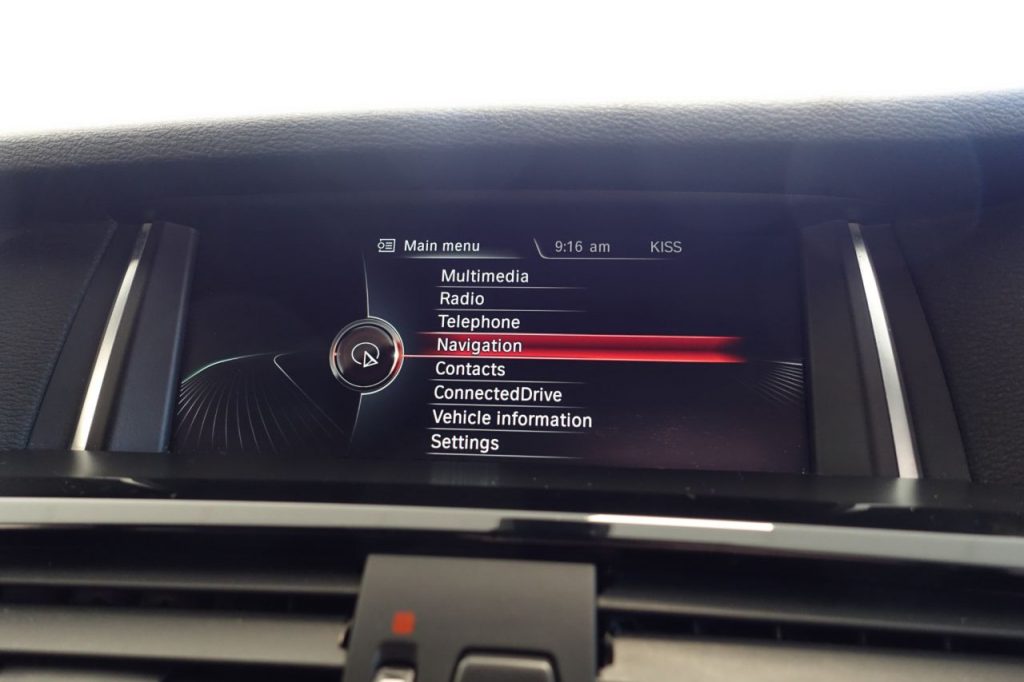 Main menu 9:16 am KISS
Multimedia
Radio
Telephone
Navigation
Contacts
ConnectedDrive
Vehicle information
Settings